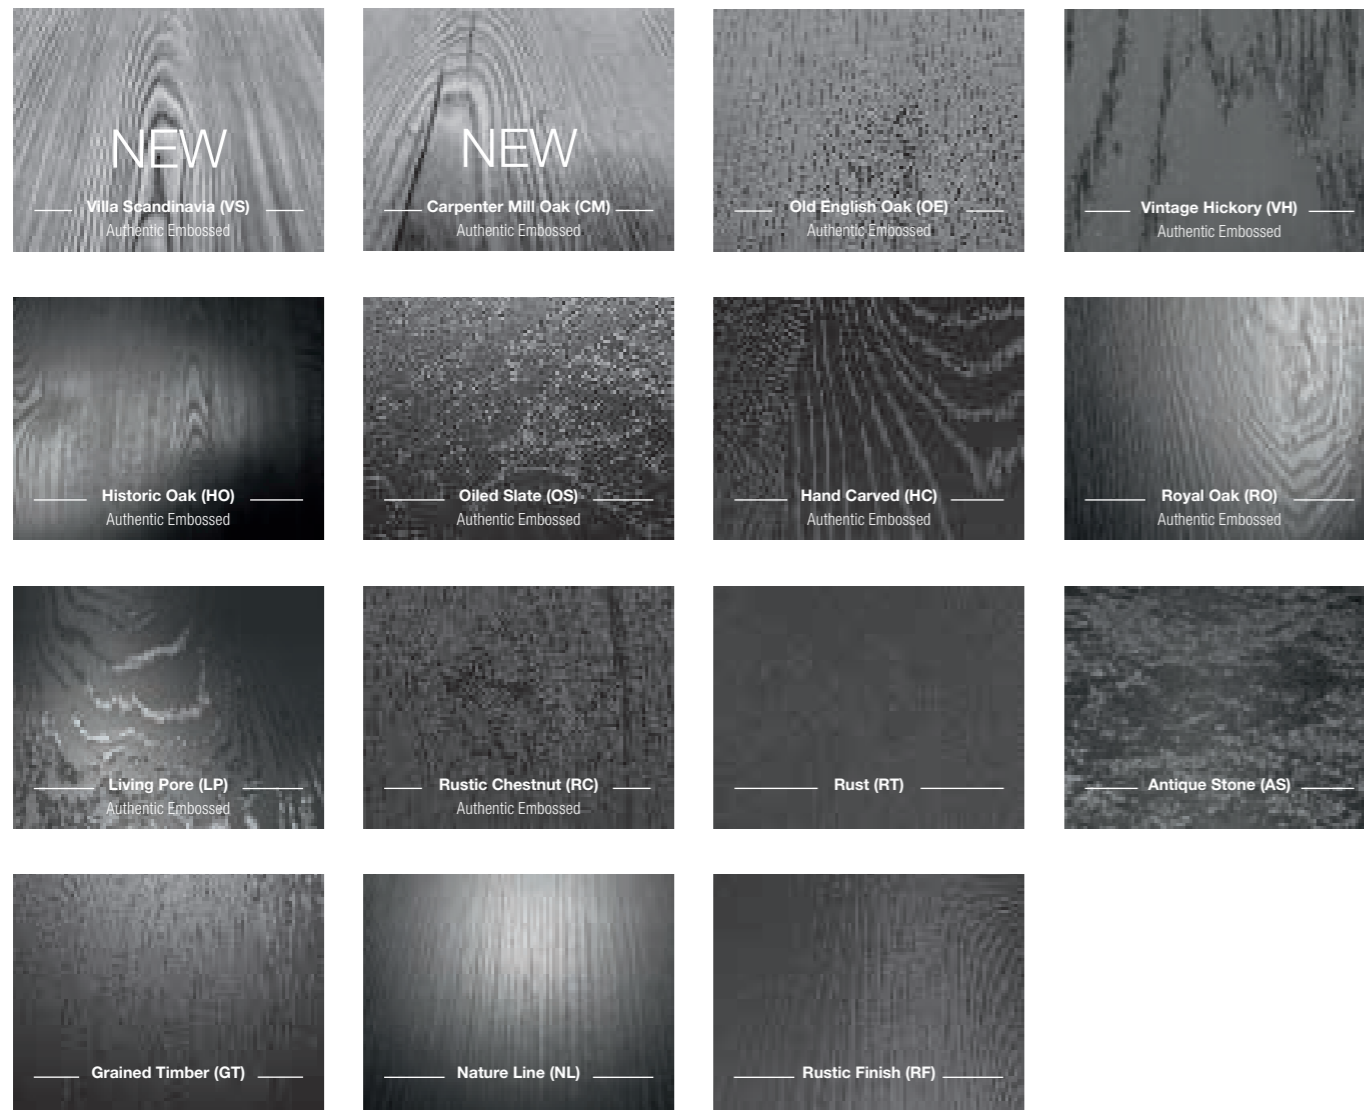 NEW
Villa Scandinavia (VS)
Authentic Embossed
NEW
Carpenter Mill Oak (CM)
Authentic Embossed
Old English Oak (OE)
Authentic Embossed
Vintage Hickory (VH)
Authentic Embossed
Historic Oak (HO)
Authentic Embossed
Oiled Slate (OS)
Authentic Embossed
Hand Carved (HC)
Authentic Embossed
Royal Oak (RO)
Authentic Embossed
Living Pore (LP)
Authentic Embossed
Rustic Chestnut (RC)
Authentic Embossed
Rust (RT)
Antique Stone (AS)
Grained Timber (GT)
Nature Line (NL)
Rustic Finish (RF)